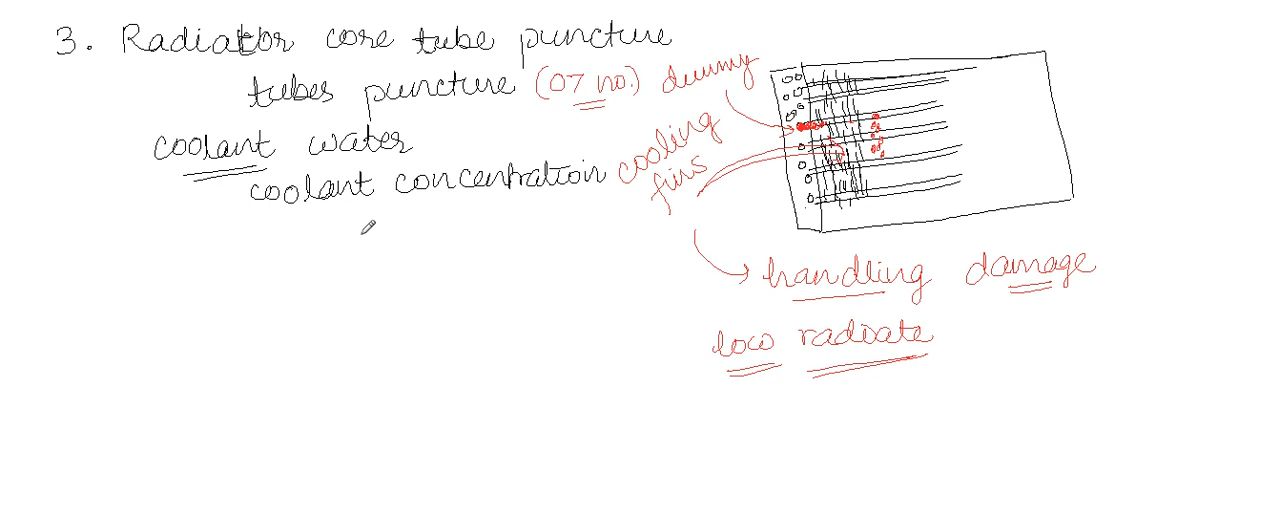 3. Radiator core tube puncture
tubes puncture (07 no.) dummy
coolant water
coolant concentration
cooling
fins
handling damage
loco radiate